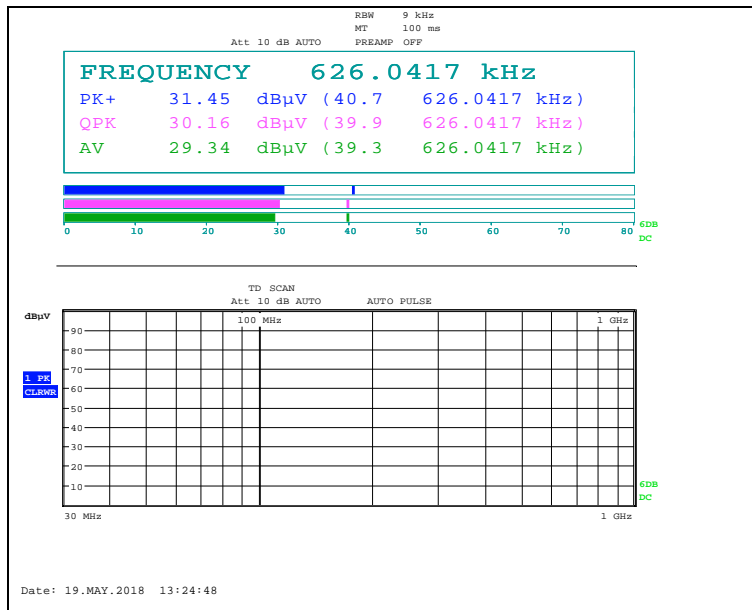 RBW 9 kHz
MT 100 ms
Att 10 dB AUTO PREAMP OFF
FREQUENCY 626.0417 kHz
PK+ 31.45 dBµV (40.7 626.0417 kHz)
QPK 30.16 dBµV (39.9 626.0417 kHz)
AV 29.34 dBµV (39.3 626.0417 kHz)
0 10 20 30 40 50 60 70 80
6DB
DC
TD SCAN
Att 10 dB AUTO AUTO PULSE
dBµV
100 MHz 1 GHz
90
80
70
1 PK
60
CLRWR
50
40
30
20
10
6DB
DC
30 MHz 1 GHz
Date: 19.MAY.2018 13:24:48